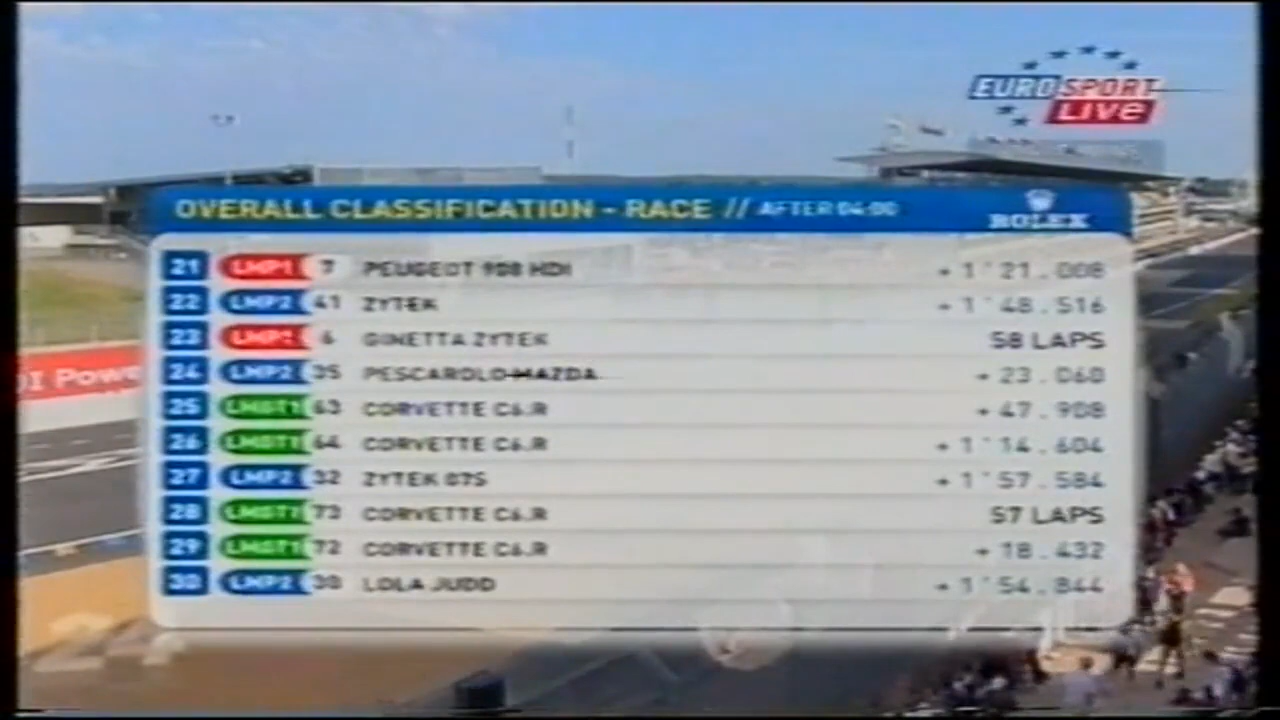 EUROSPORT
LIVE
OVERALL CLASSIFICATION - RACE // AFTER 04:00
ROLEX
21 LMP1 7 PEUGEOT 908 HDI + 1'21.008
22 LMP2 41 ZYTEK + 1'48.516
23 LMP1 6 GINETTA ZYTEK 58 LAPS
24 LMP2 35 PESCAROLO-MAZDA + 23.060
25 LMGT1 63 CORVETTE C6.R + 47.908
26 LMGT1 64 CORVETTE C6.R + 1'14.604
27 LMP2 32 ZYTEK 07S + 1'57.584
28 LMGT1 73 CORVETTE C6.R 57 LAPS
29 LMGT1 72 CORVETTE C6.R + 18.432
30 LMP2 30 LOLA JUDD + 1'54.844
DI Powe